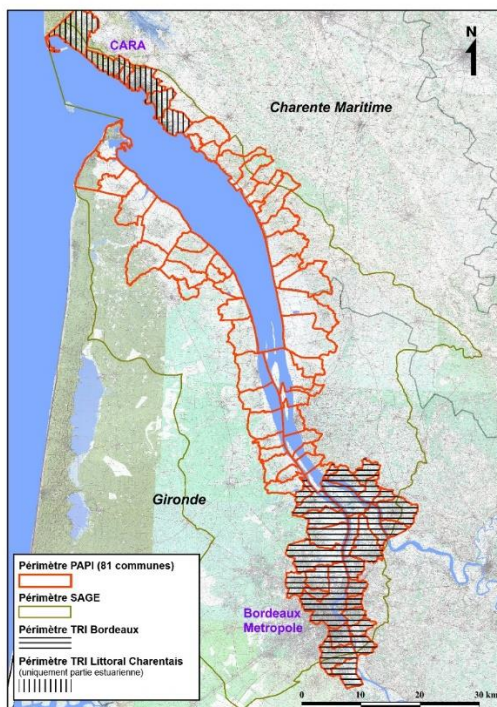 CARA
N
Charente Maritime
Gironde
Bordeaux
Metropole
Périmètre PAPI (81 communes)
Périmètre SAGE
Périmètre TRI Bordeaux
Périmètre TRI Littoral Charentais
(uniquement partie estuarienne)
0 10 20 30 km